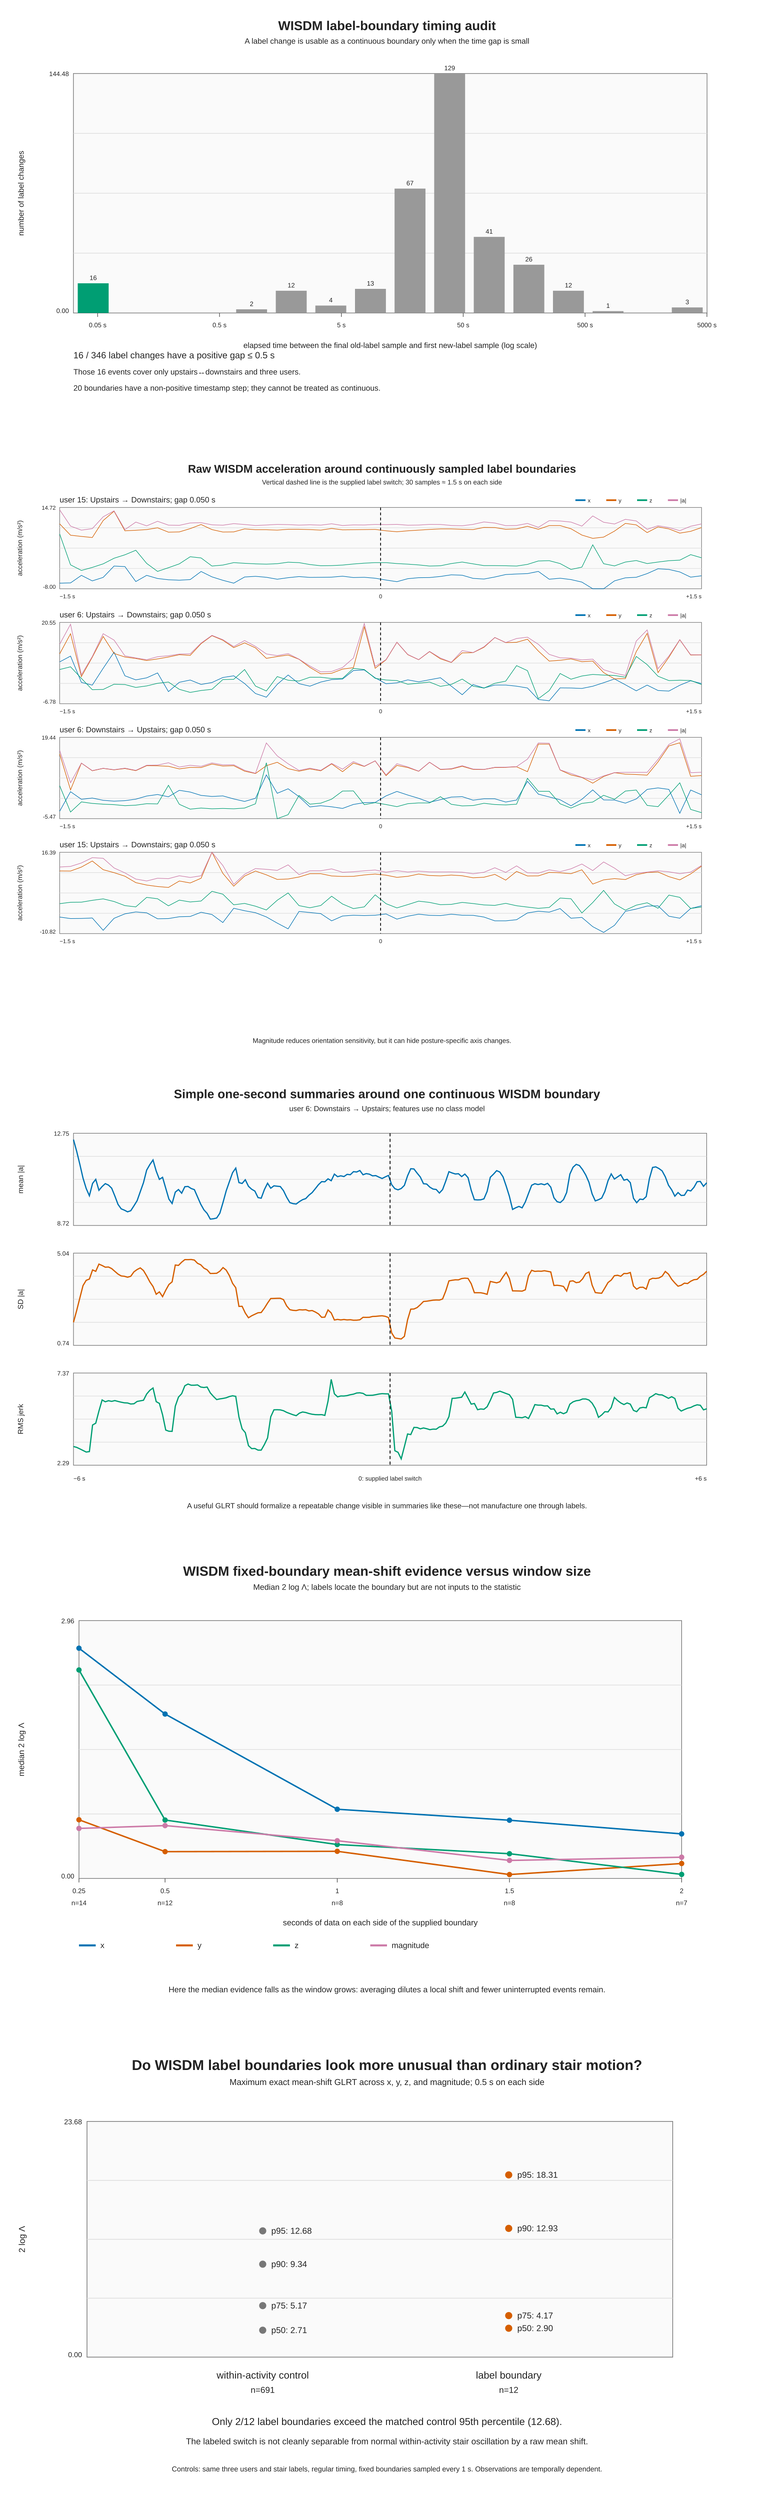 WISDM label-boundary timing audit
A label change is usable as a continuous boundary only when the time gap is small
144.48
129
67
41
26
16
12
12
13
4
2
1
3
0.00
number of label changes
0.05 s
0.5 s
5 s
50 s
500 s
5000 s
elapsed time between the final old-label sample and first new-label sample (log scale)
16 / 346 label changes have a positive gap ≤ 0.5 s
Those 16 events cover only upstairs↔downstairs and three users.
20 boundaries have a non-positive timestamp step; they cannot be treated as continuous.
Raw WISDM acceleration around continuously sampled label boundaries
Vertical dashed line is the supplied label switch; 30 samples ≈ 1.5 s on each side
user 15: Upstairs → Downstairs; gap 0.050 s
x y z |a|
14.72
acceleration (m/s²)
-8.00
−1.5 s 0 +1.5 s
user 6: Upstairs → Downstairs; gap 0.050 s
x y z |a|
20.55
acceleration (m/s²)
-6.78
−1.5 s 0 +1.5 s
user 6: Downstairs → Upstairs; gap 0.050 s
x y z |a|
19.44
acceleration (m/s²)
-5.47
−1.5 s 0 +1.5 s
user 15: Upstairs → Downstairs; gap 0.050 s
x y z |a|
16.39
acceleration (m/s²)
-10.82
−1.5 s 0 +1.5 s
Magnitude reduces orientation sensitivity, but it can hide posture-specific axis changes.
Simple one-second summaries around one continuous WISDM boundary
user 6: Downstairs → Upstairs; features use no class model
12.75
mean |a|
8.72
5.04
SD |a|
0.74
7.37
RMS jerk
2.29
−6 s 0: supplied label switch +6 s
A useful GLRT should formalize a repeatable change visible in summaries like these—not manufacture one through labels.
WISDM fixed-boundary mean-shift evidence versus window size
Median 2 log Λ; labels locate the boundary but are not inputs to the statistic
2.96
median 2 log Λ
0.00
0.25 0.5 1 1.5 2
n=14 n=12 n=8 n=8 n=7
seconds of data on each side of the supplied boundary
x y z magnitude
Here the median evidence falls as the window grows: averaging dilutes a local shift and fewer uninterrupted events remain.
Do WISDM label boundaries look more unusual than ordinary stair motion?
Maximum exact mean-shift GLRT across x, y, z, and magnitude; 0.5 s on each side
23.68
2 log Λ
0.00
p95: 12.68
p90: 9.34
p75: 5.17
p50: 2.71
p95: 18.31
p90: 12.93
p75: 4.17
p50: 2.90
within-activity control label boundary
n=691 n=12
Only 2/12 label boundaries exceed the matched control 95th percentile (12.68).
The labeled switch is not cleanly separable from normal within-activity stair oscillation by a raw mean shift.
Controls: same three users and stair labels, regular timing, fixed boundaries sampled every 1 s. Observations are temporally dependent.